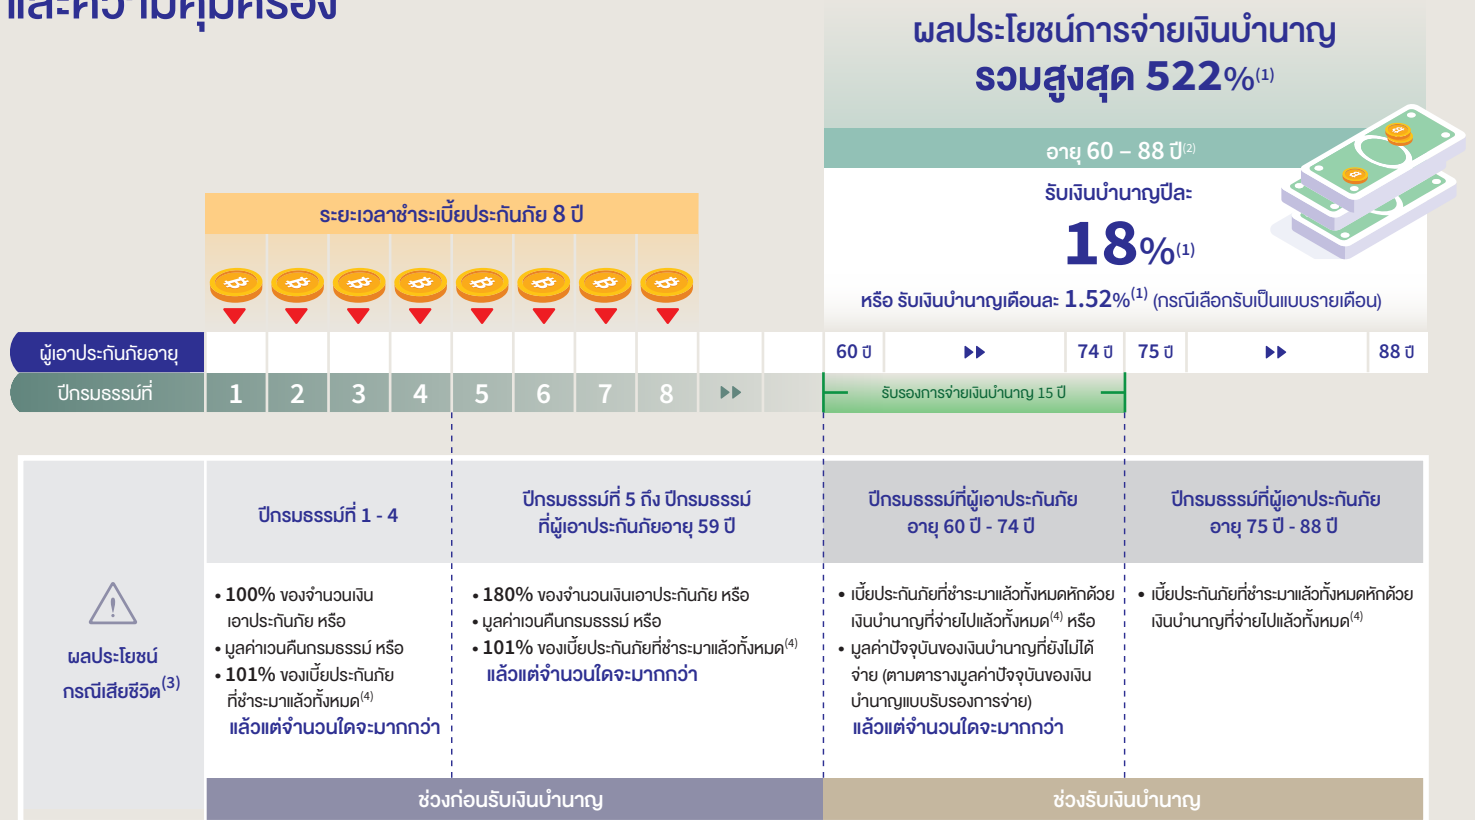 และความคุ้มครอง
ผลประโยชน์การจ่ายเงินบำนาญ
รวมสูงสุด 522%(1)
อายุ 60 – 88 ปี(2)
รับเงินบำนาญปีละ
18%(1)
หรือ รับเงินบำนาญเดือนละ 1.52%(1) (กรณีเลือกรับเป็นแบบรายเดือน)
ระยะเวลาชำระเบี้ยประกันภัย 8 ปี
ผู้เอาประกันภัยอายุ 60 ปี 74 ปี 75 ปี 88 ปี
ปีกรมธรรม์ที่ 1 2 3 4 5 6 7 8 รับรองการจ่ายเงินบำนาญ 15 ปี
ผลประโยชน์
กรณีเสียชีวิต(3)
ปีกรมธรรม์ที่ 1 - 4
• 100% ของจำนวนเงิน
เอาประกันภัย หรือ
• มูลค่าเวนคืนกรมธรรม์ หรือ
• 101% ของเบี้ยประกันภัย
ที่ชำระมาแล้วทั้งหมด(4)
แล้วแต่จำนวนใดจะมากกว่า
ปีกรมธรรม์ที่ 5 ถึง ปีกรมธรรม์
ที่ผู้เอาประกันภัยอายุ 59 ปี
• 180% ของจำนวนเงินเอาประกันภัย หรือ
• มูลค่าเวนคืนกรมธรรม์ หรือ
• 101% ของเบี้ยประกันภัยที่ชำระมาแล้วทั้งหมด(4)
แล้วแต่จำนวนใดจะมากกว่า
ปีกรมธรรม์ที่ผู้เอาประกันภัย
อายุ 60 ปี - 74 ปี
• เบี้ยประกันภัยที่ชำระมาแล้วทั้งหมดหักด้วย
เงินบำนาญที่จ่ายไปแล้วทั้งหมด(4) หรือ
• มูลค่าปัจจุบันของเงินบำนาญที่ยังไม่ได้
จ่าย (ตามตารางมูลค่าปัจจุบันของเงิน
บำนาญแบบรับรองการจ่าย)
แล้วแต่จำนวนใดจะมากกว่า
ปีกรมธรรม์ที่ผู้เอาประกันภัย
อายุ 75 ปี - 88 ปี
• เบี้ยประกันภัยที่ชำระมาแล้วทั้งหมดหักด้วย
เงินบำนาญที่จ่ายไปแล้วทั้งหมด(4)
ช่วงก่อนรับเงินบำนาญ
ช่วงรับเงินบำนาญ